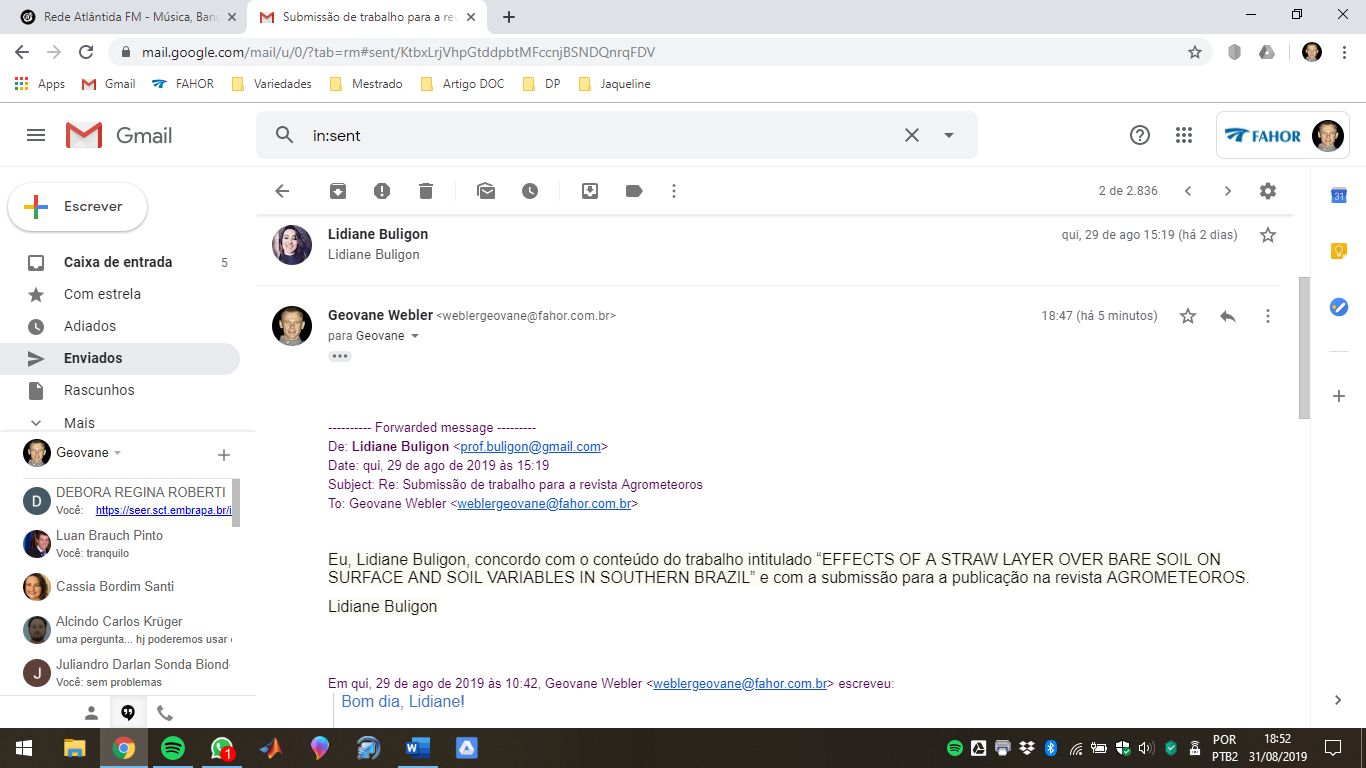 Rede Atlântida FM - Música, Ban
Submissão de trabalho para a rev
mail.google.com/mail/u/0/?tab=rm#sent/KtbxLrjVhpGtddpbtMFccnjBSNDQnrqFDV
Apps Gmail FAHOR Variedades Mestrado Artigo DOC DP Jaqueline
Gmail
in:sent
FAHOR
Escrever
2 de 2.836
31
Caixa de entrada 5
Com estrela
Adiados
Enviados
Rascunhos
Mais
Geovane
DEBORA REGINA ROBERTI
Você: https://seer.sct.embrapa.br/i
Luan Brauch Pinto
Você: tranquilo
Cassia Bordim Santi
Alcindo Carlos Krüger
uma pergunta... hj poderemos usar
Juliandro Darlan Sonda Bionde
Você: sem problemas
Lidiane Buligon
qui, 29 de ago 15:19 (há 2 dias)
Lidiane Buligon
Geovane Webler <weblergeovane@fahor.com.br>
18:47 (há 5 minutos)
para Geovane
---------- Forwarded message ---------
De: Lidiane Buligon <prof.buligon@gmail.com>
Date: qui, 29 de ago de 2019 às 15:19
Subject: Re: Submissão de trabalho para a revista Agrometeoros
To: Geovane Webler <weblergeovane@fahor.com.br>
Eu, Lidiane Buligon, concordo com o conteúdo do trabalho intitulado “EFFECTS OF A STRAW LAYER OVER BARE SOIL ON
SURFACE AND SOIL VARIABLES IN SOUTHERN BRAZIL” e com a submissão para a publicação na revista AGROMETEOROS.
Lidiane Buligon
Em qui, 29 de ago de 2019 às 10:42, Geovane Webler <weblergeovane@fahor.com.br> escreveu:
Bom dia, Lidiane!
1
POR
PTB2
18:52
31/08/2019